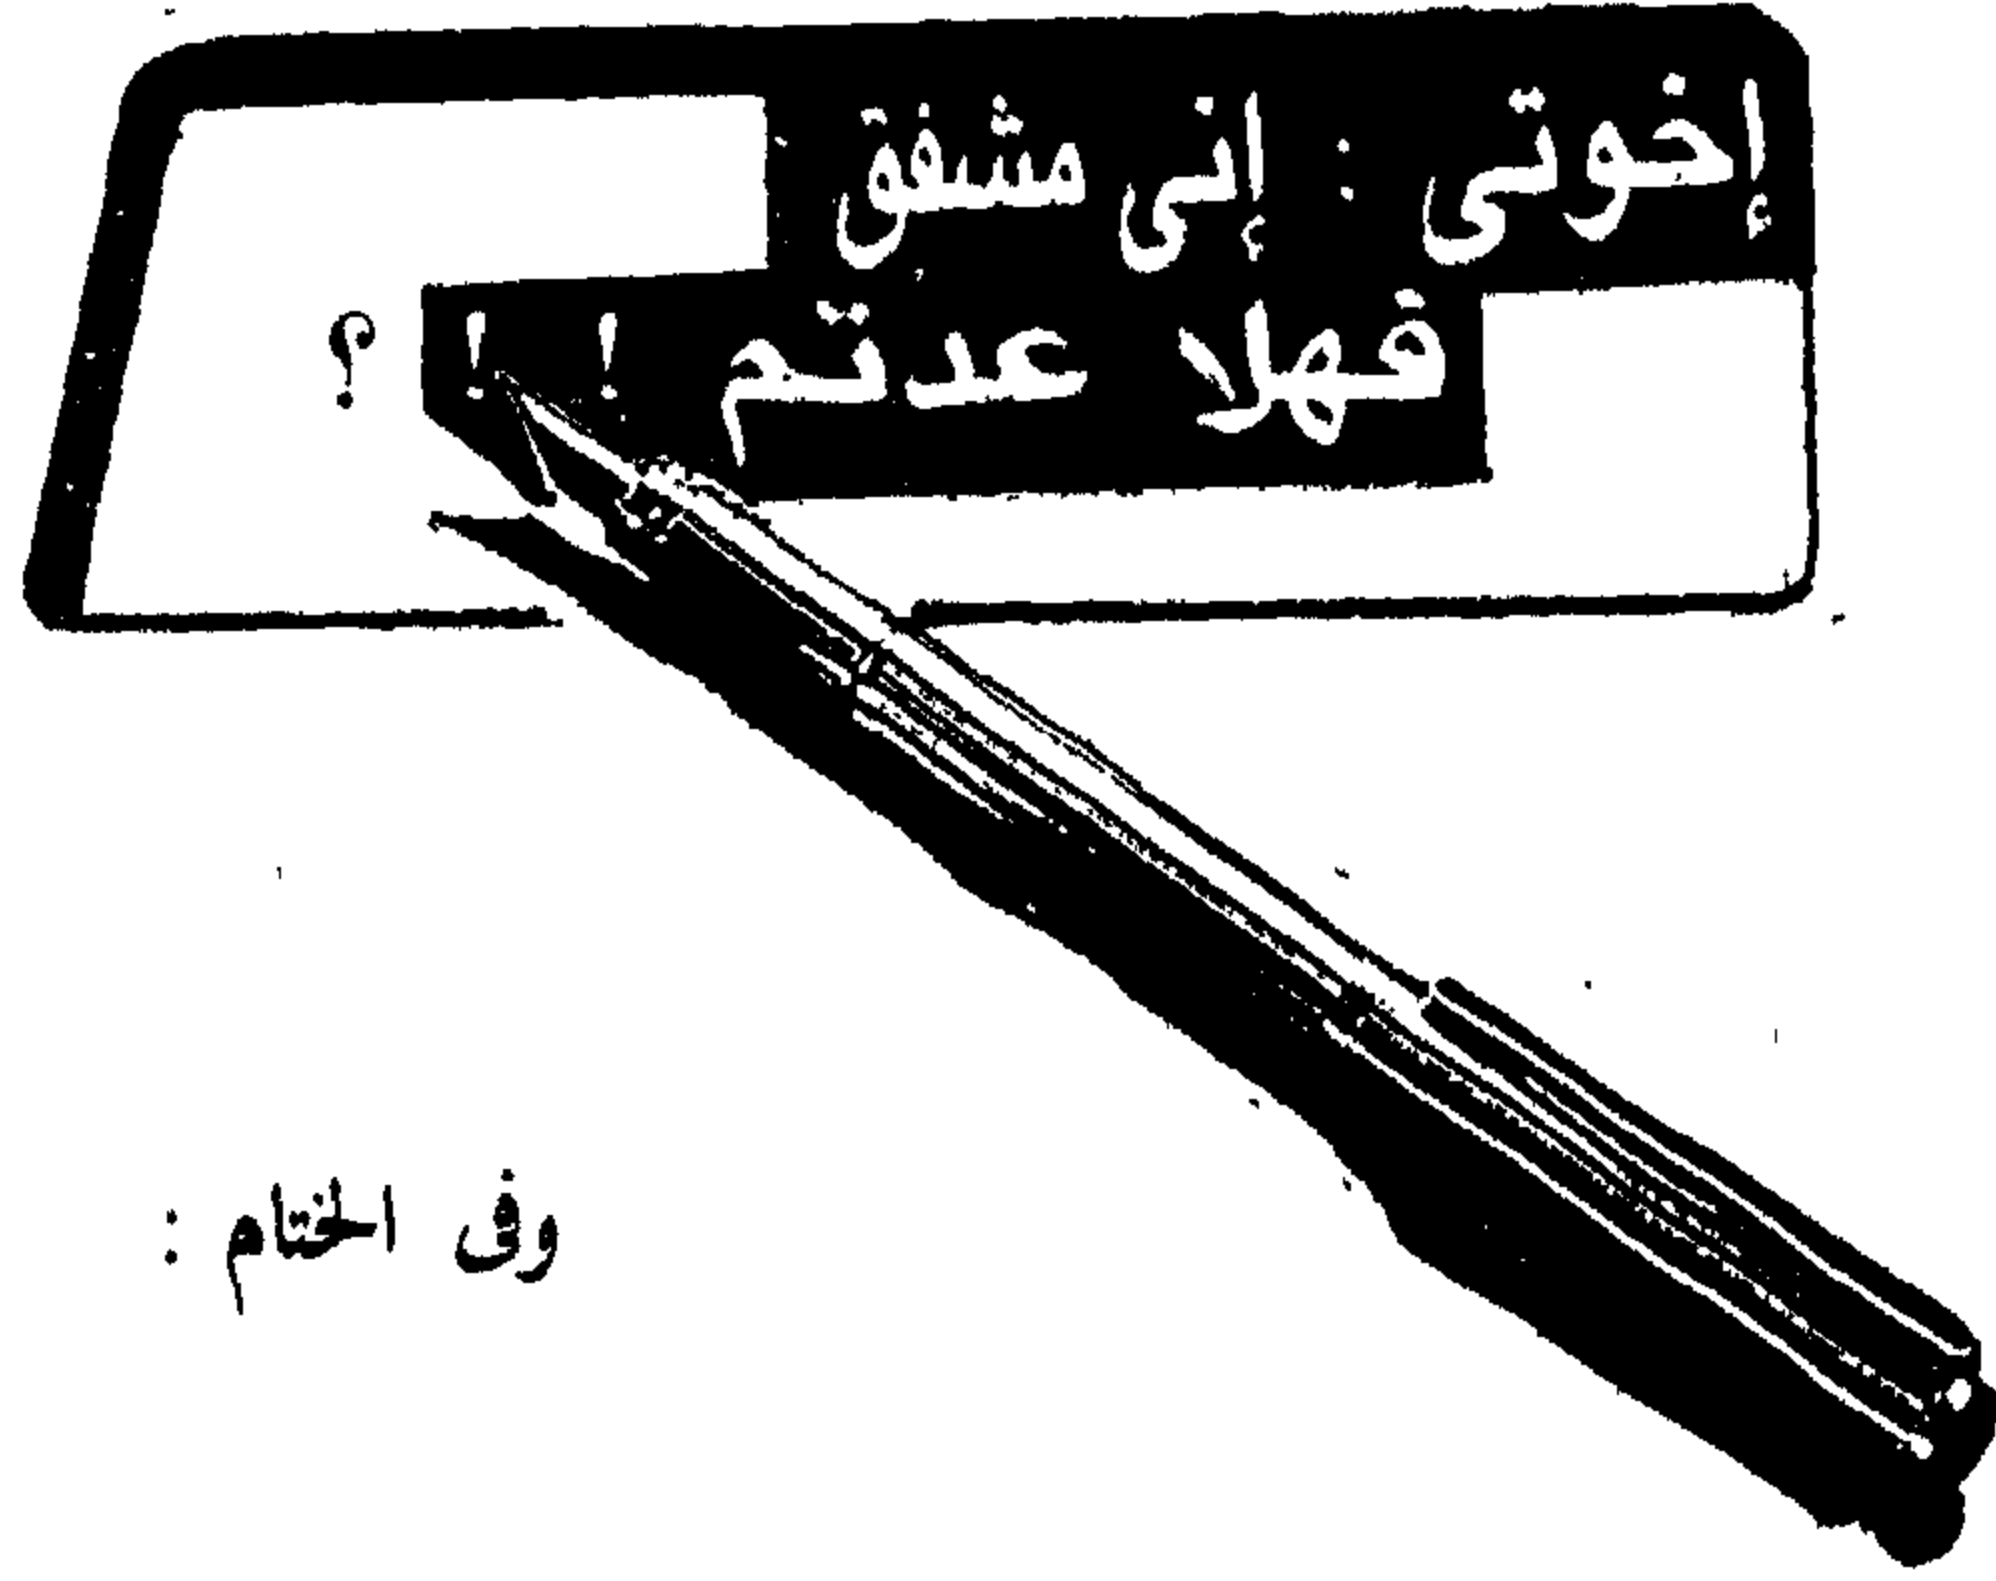 إخوتى : إنى مشفق
فهلا عدتم ! ! ؟
وفى الختام :